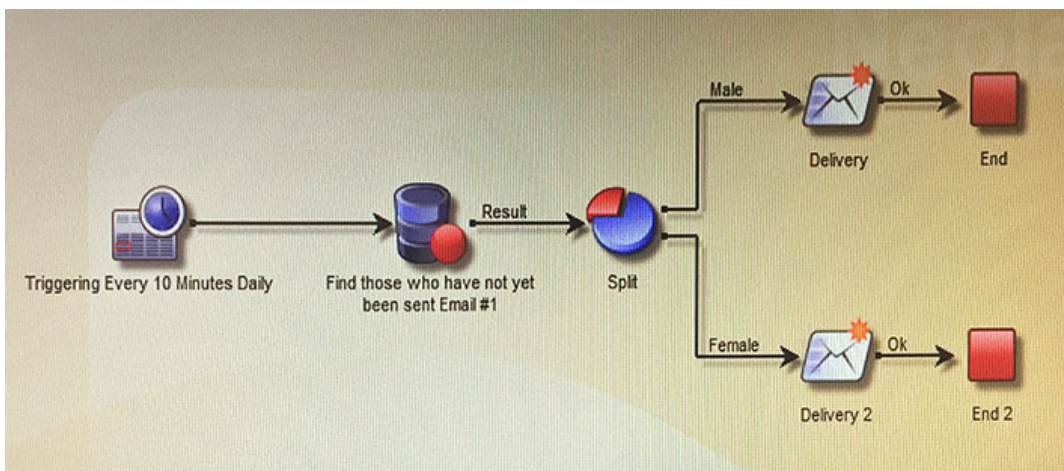 Male
Ok
Delivery
End
Result
Triggering Every 10 Minutes Daily
Find those who have not yet
been sent Email #1
Split
Female
Ok
Delivery 2
End 2